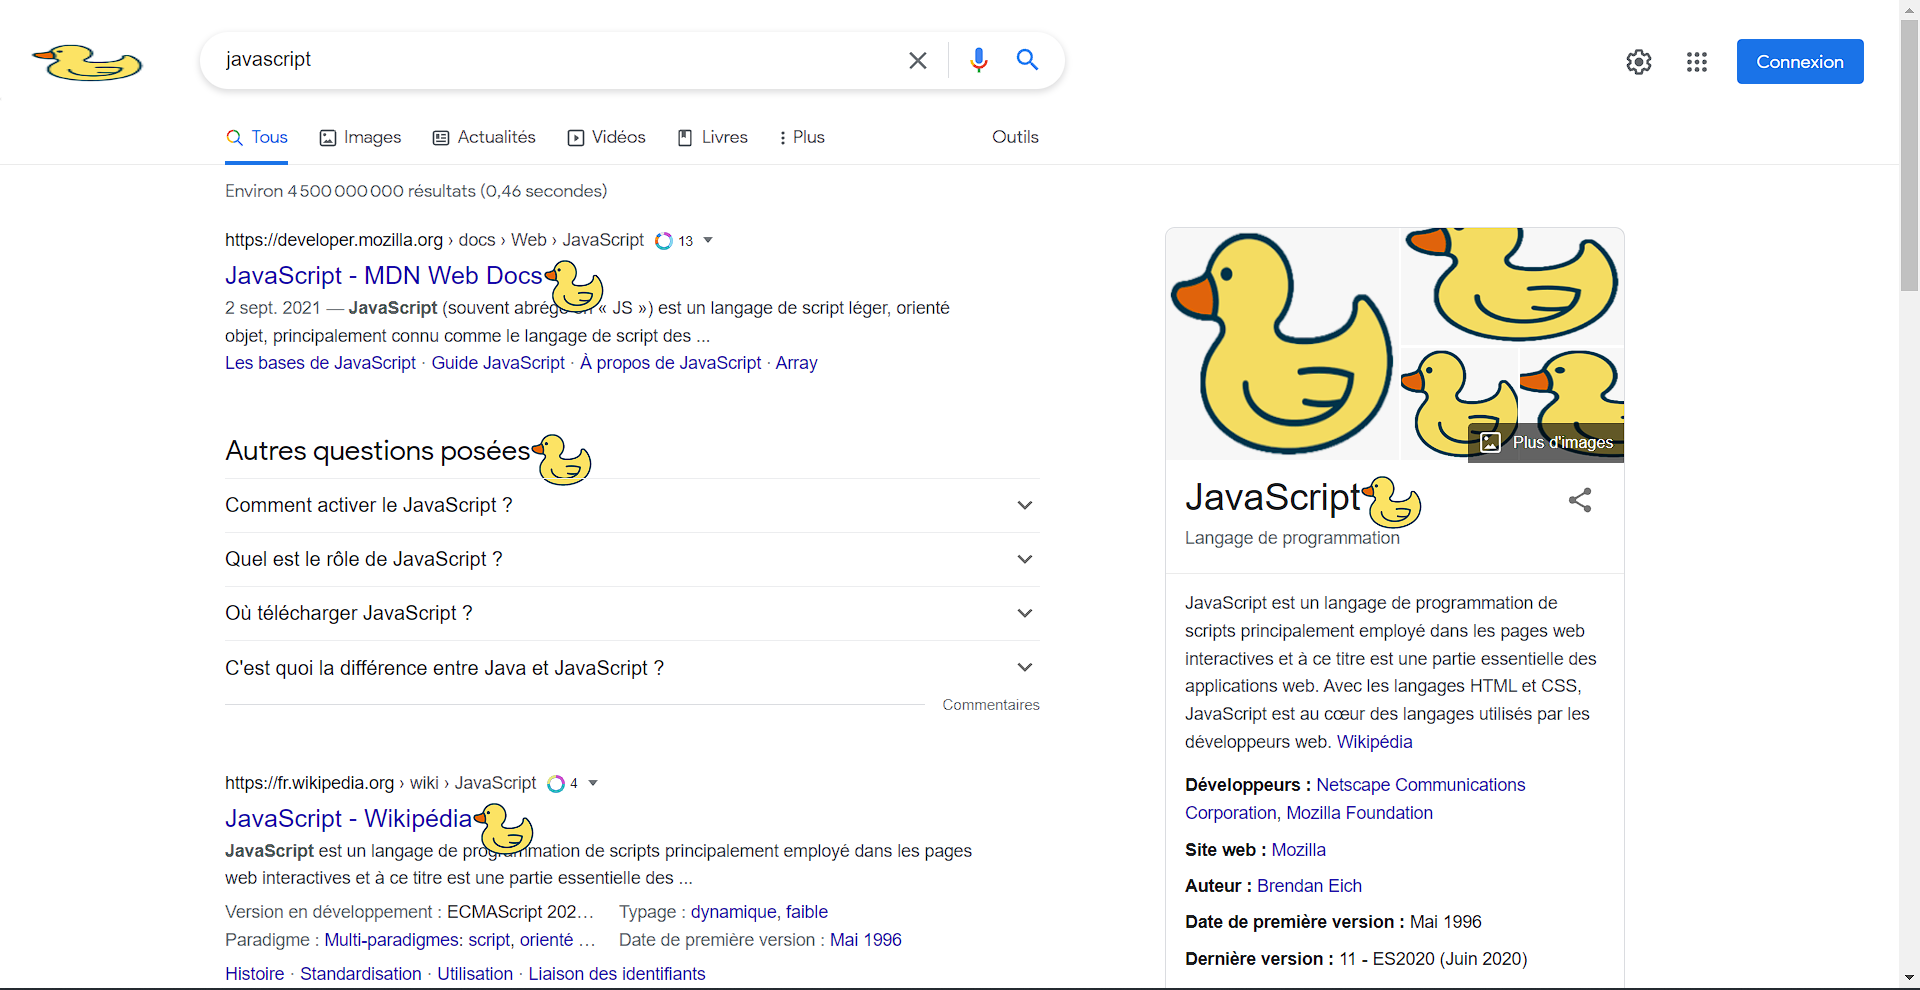 javascript
Connexion
Tous
Images
Actualités
Vidéos
Livres
Plus
Outils
Environ 4 500 000 000 résultats (0,46 secondes)
https://developer.mozilla.org › docs › Web › JavaScript 13
JavaScript - MDN Web Docs
2 sept. 2021 — JavaScript (souvent abrégé en « JS ») est un langage de script léger, orienté
objet, principalement connu comme le langage de script des ...
Les bases de JavaScript · Guide JavaScript · À propos de JavaScript · Array
Autres questions posées
Comment activer le JavaScript ?
Quel est le rôle de JavaScript ?
Où télécharger JavaScript ?
C'est quoi la différence entre Java et JavaScript ?
Commentaires
https://fr.wikipedia.org › wiki › JavaScript 4
JavaScript - Wikipédia
JavaScript est un langage de programmation de scripts principalement employé dans les pages
web interactives et à ce titre est une partie essentielle des ...
Version en développement : ECMAScript 202... Typage : dynamique, faible
Paradigme : Multi-paradigmes: script, orienté ... Date de première version : Mai 1996
Histoire · Standardisation · Utilisation · Liaison des identifiants
Plus d'images
JavaScript
Langage de programmation
JavaScript est un langage de programmation de
scripts principalement employé dans les pages web
interactives et à ce titre est une partie essentielle des
applications web. Avec les langages HTML et CSS,
JavaScript est au cœur des langages utilisés par les
développeurs web. Wikipédia
Développeurs : Netscape Communications
Corporation, Mozilla Foundation
Site web : Mozilla
Auteur : Brendan Eich
Date de première version : Mai 1996
Dernière version : 11 - ES2020 (Juin 2020)